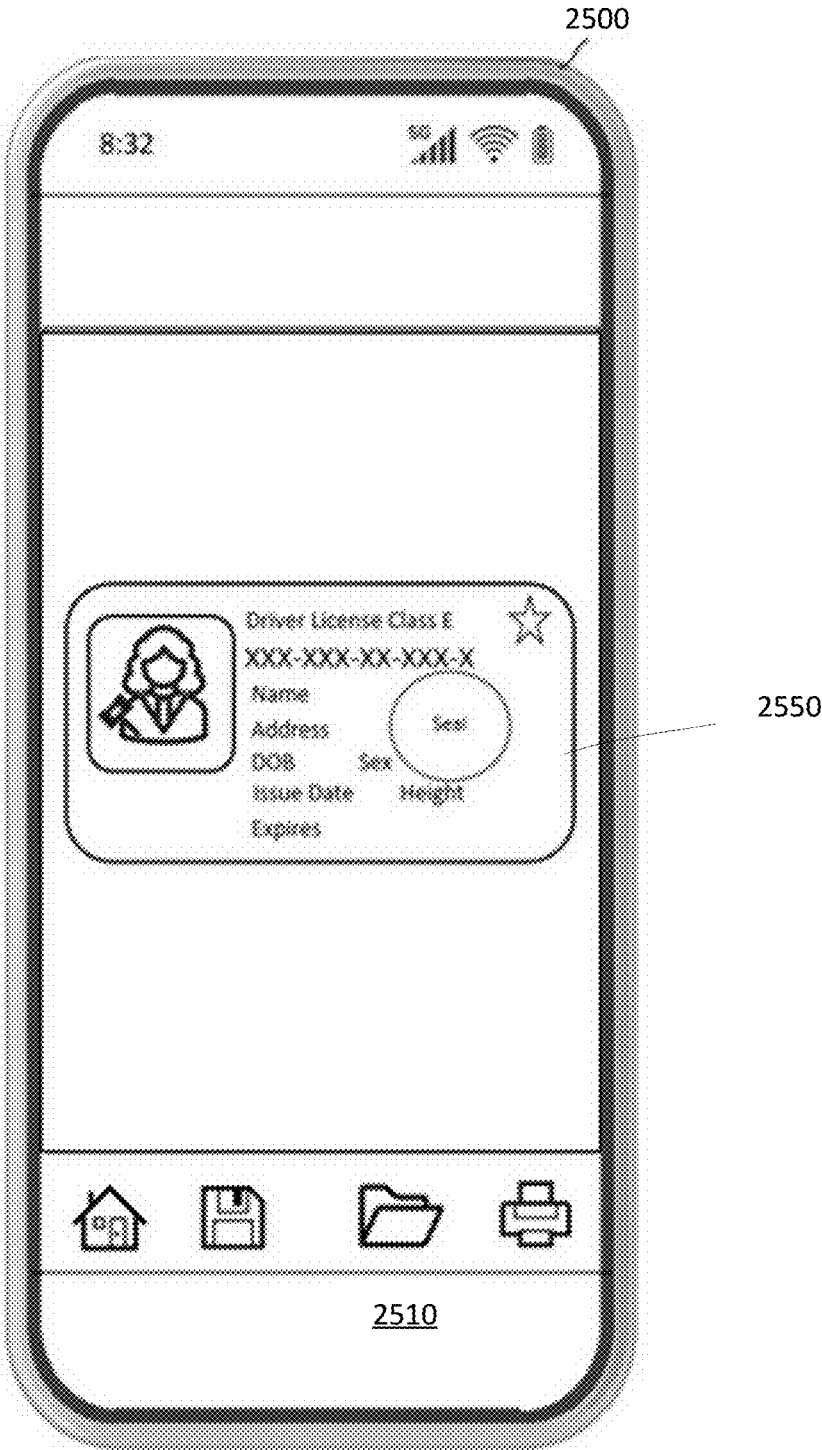 2500
8:32 5G
Driver License Class E
XXX-XXX-XX-XXX-X
Name
Address Seal
DOB Sex
Issue Date Height
Expires
2550
2510